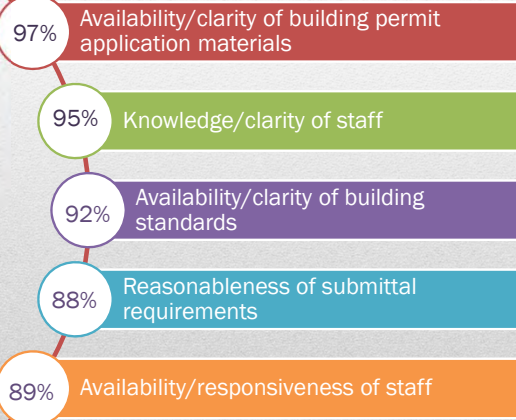 97%
Availability/clarity of building permit
application materials
95%
Knowledge/clarity of staff
92%
Availability/clarity of building
standards
88%
Reasonableness of submittal
requirements
89%
Availability/responsiveness of staff